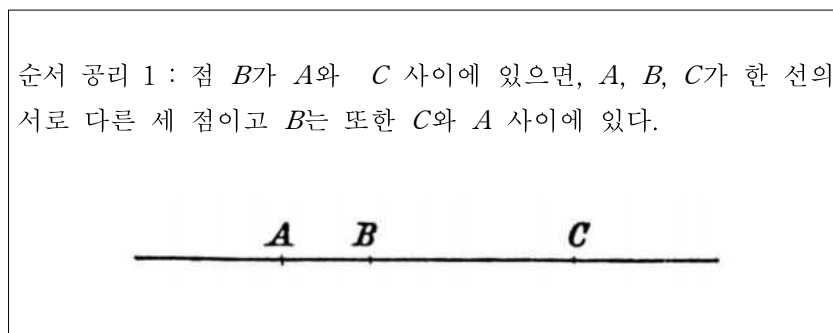 순서 공리 1 : 점 B가 A와 C 사이에 있으면, A, B, C가 한 선의
서로 다른 세 점이고 B는 또한 C와 A 사이에 있다.
A B C